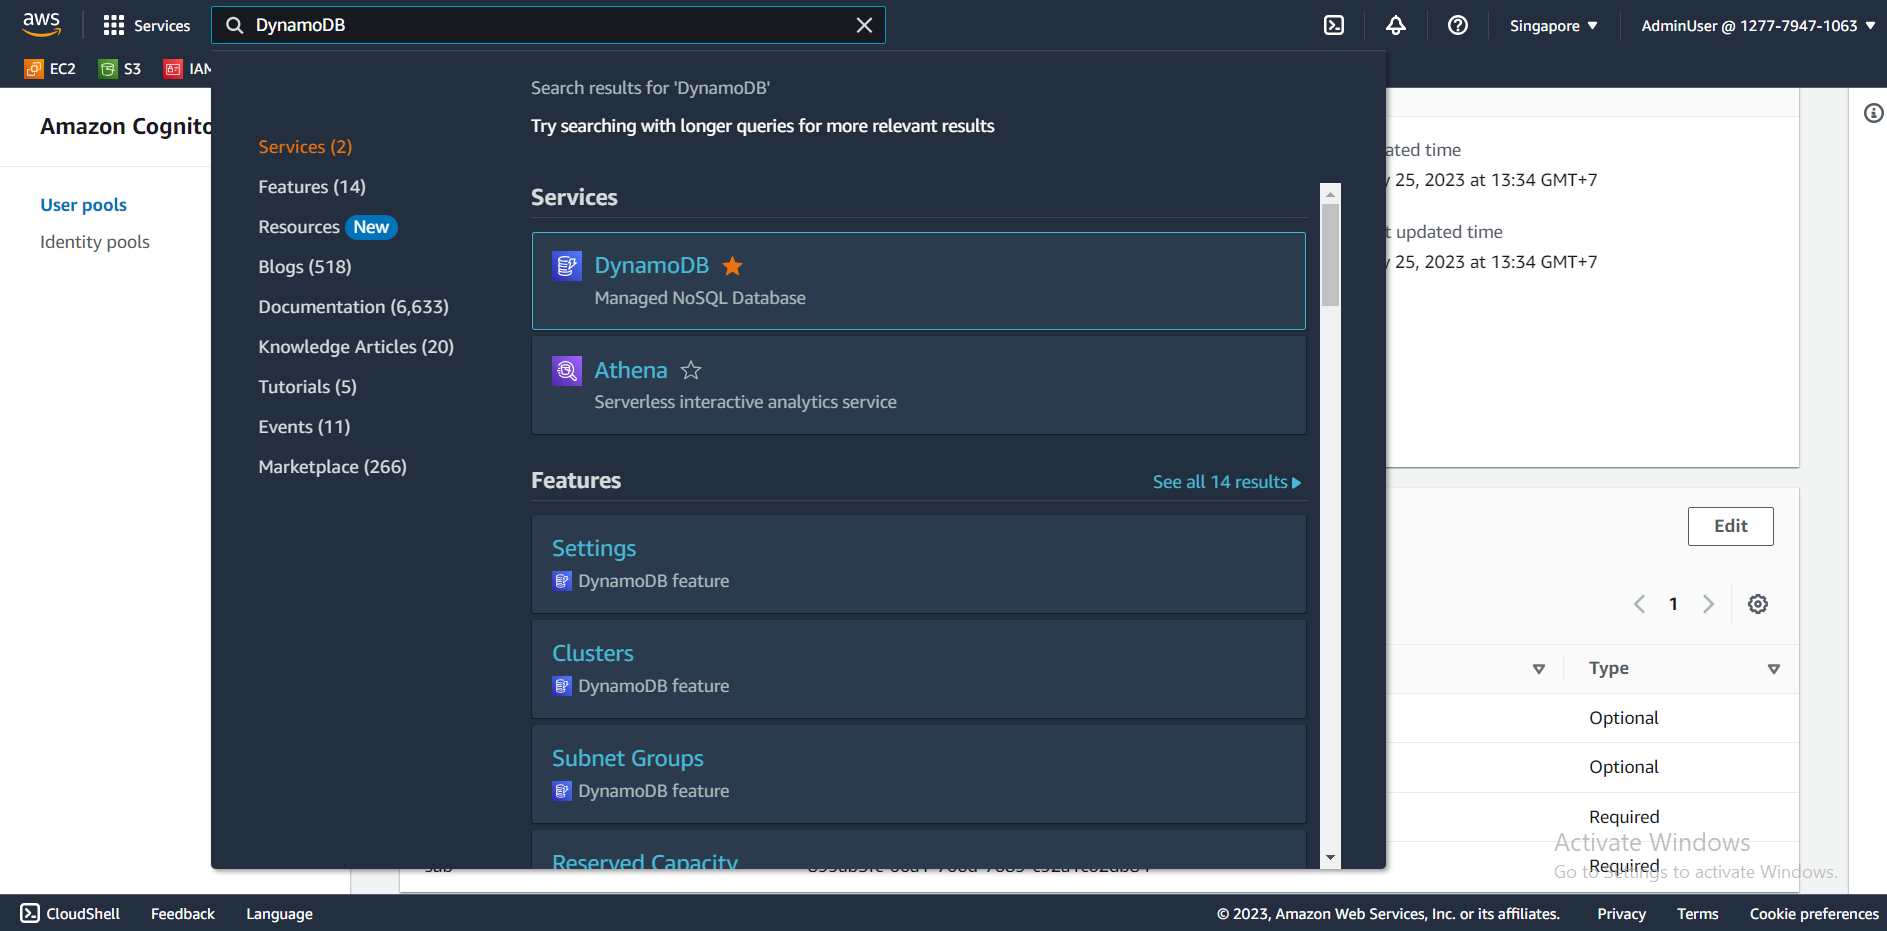 aws
Services
DynamoDB
Singapore
AdminUser @ 1277-7947-1063
EC2
S3
IAM
Amazon Cognito
User pools
Identity pools
Search results for 'DynamoDB'
Try searching with longer queries for more relevant results
Services (2)
Features (14)
Resources New
Blogs (518)
Documentation (6,633)
Knowledge Articles (20)
Tutorials (5)
Events (11)
Marketplace (266)
Services
DynamoDB
Managed NoSQL Database
Athena
Serverless interactive analytics service
Features
See all 14 results
Settings
DynamoDB feature
Clusters
DynamoDB feature
Subnet Groups
DynamoDB feature
Reserved Capacity
ated time
25, 2023 at 13:34 GMT+7
t updated time
25, 2023 at 13:34 GMT+7
Edit
1
Type
Optional
Optional
Required
Required
Activate Windows
Go to Settings to activate Windows.
CloudShell
Feedback
Language
© 2023, Amazon Web Services, Inc. or its affiliates.
Privacy
Terms
Cookie preferences